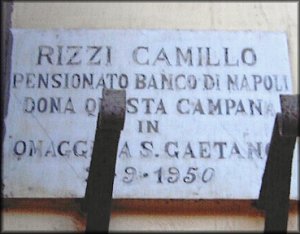 RIZZI CAMILLO
PENSIONATO BANCO DI NAPOLI
DONA QUESTA CAMPANA
IN
OMAGGIO A S. GAETANO
9-1950